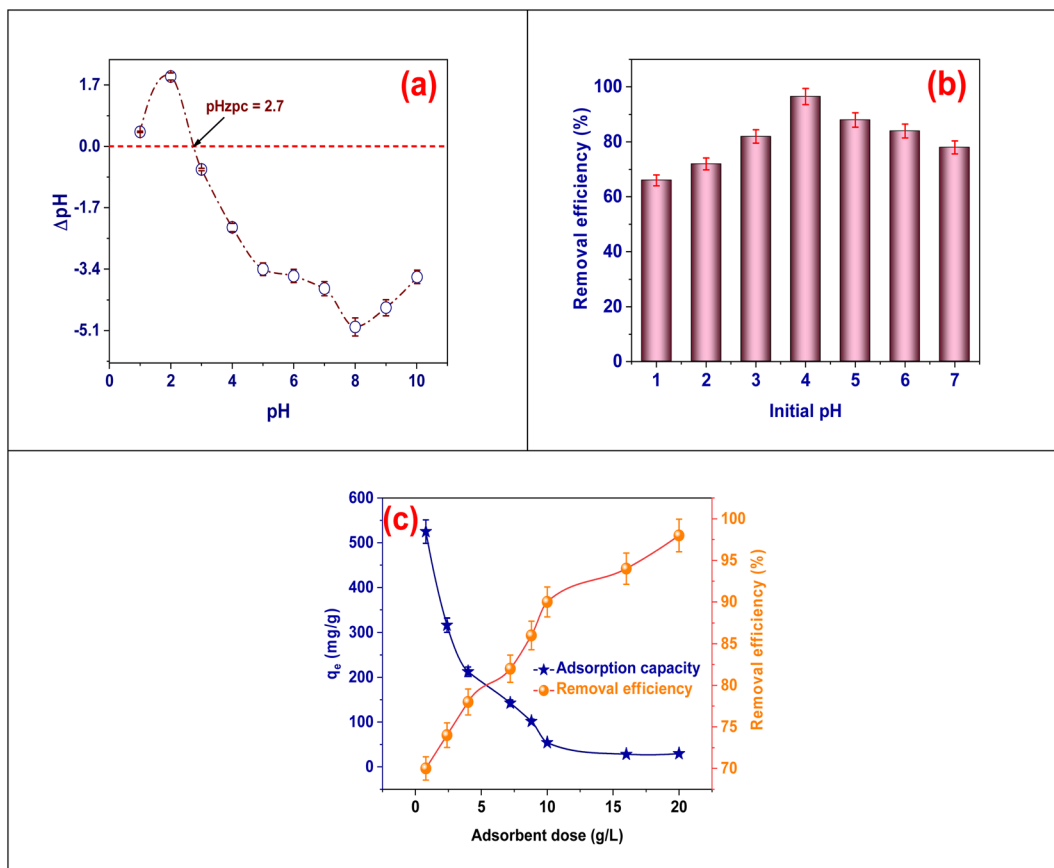 (a)
pHzpc = 2.7
ΔpH
1.7
0.0
-1.7
-3.4
-5.1
0 2 4 6 8 10
pH
(b)
Removal efficiency (%)
100
80
60
40
20
0
1 2 3 4 5 6 7
Initial pH
(c)
qe (mg/g)
600
500
400
300
200
100
0
Adsorption capacity
Removal efficiency
100
95
90
85
80
75
70
Removal efficiency (%)
0 5 10 15 20
Adsorbent dose (g/L)